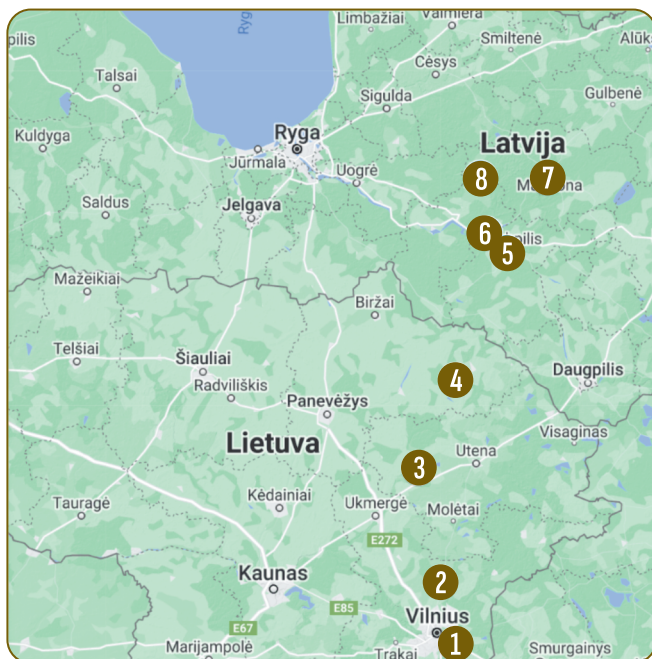 Limbažiai
Valmiera
Smiltenė
Alūks
pilis
Talsai
Cėsys
Sigulda
Gulbenė
Ryga
Latvija
Kuldyga
Jūrmala
Uogrė
8
7
Saldus
Jelgava
6
5
pilis
Mažeikiai
Biržai
Telšiai
Šiauliai
Radviliškis
4
Daugpilis
Panevėžys
Visaginas
Lietuva
Utena
3
Kėdainiai
Tauragė
Ukmergė
Molėtai
E272
Kaunas
2
E85
Vilnius
E67
1
Marijampolė
Trakai
Smurgainys